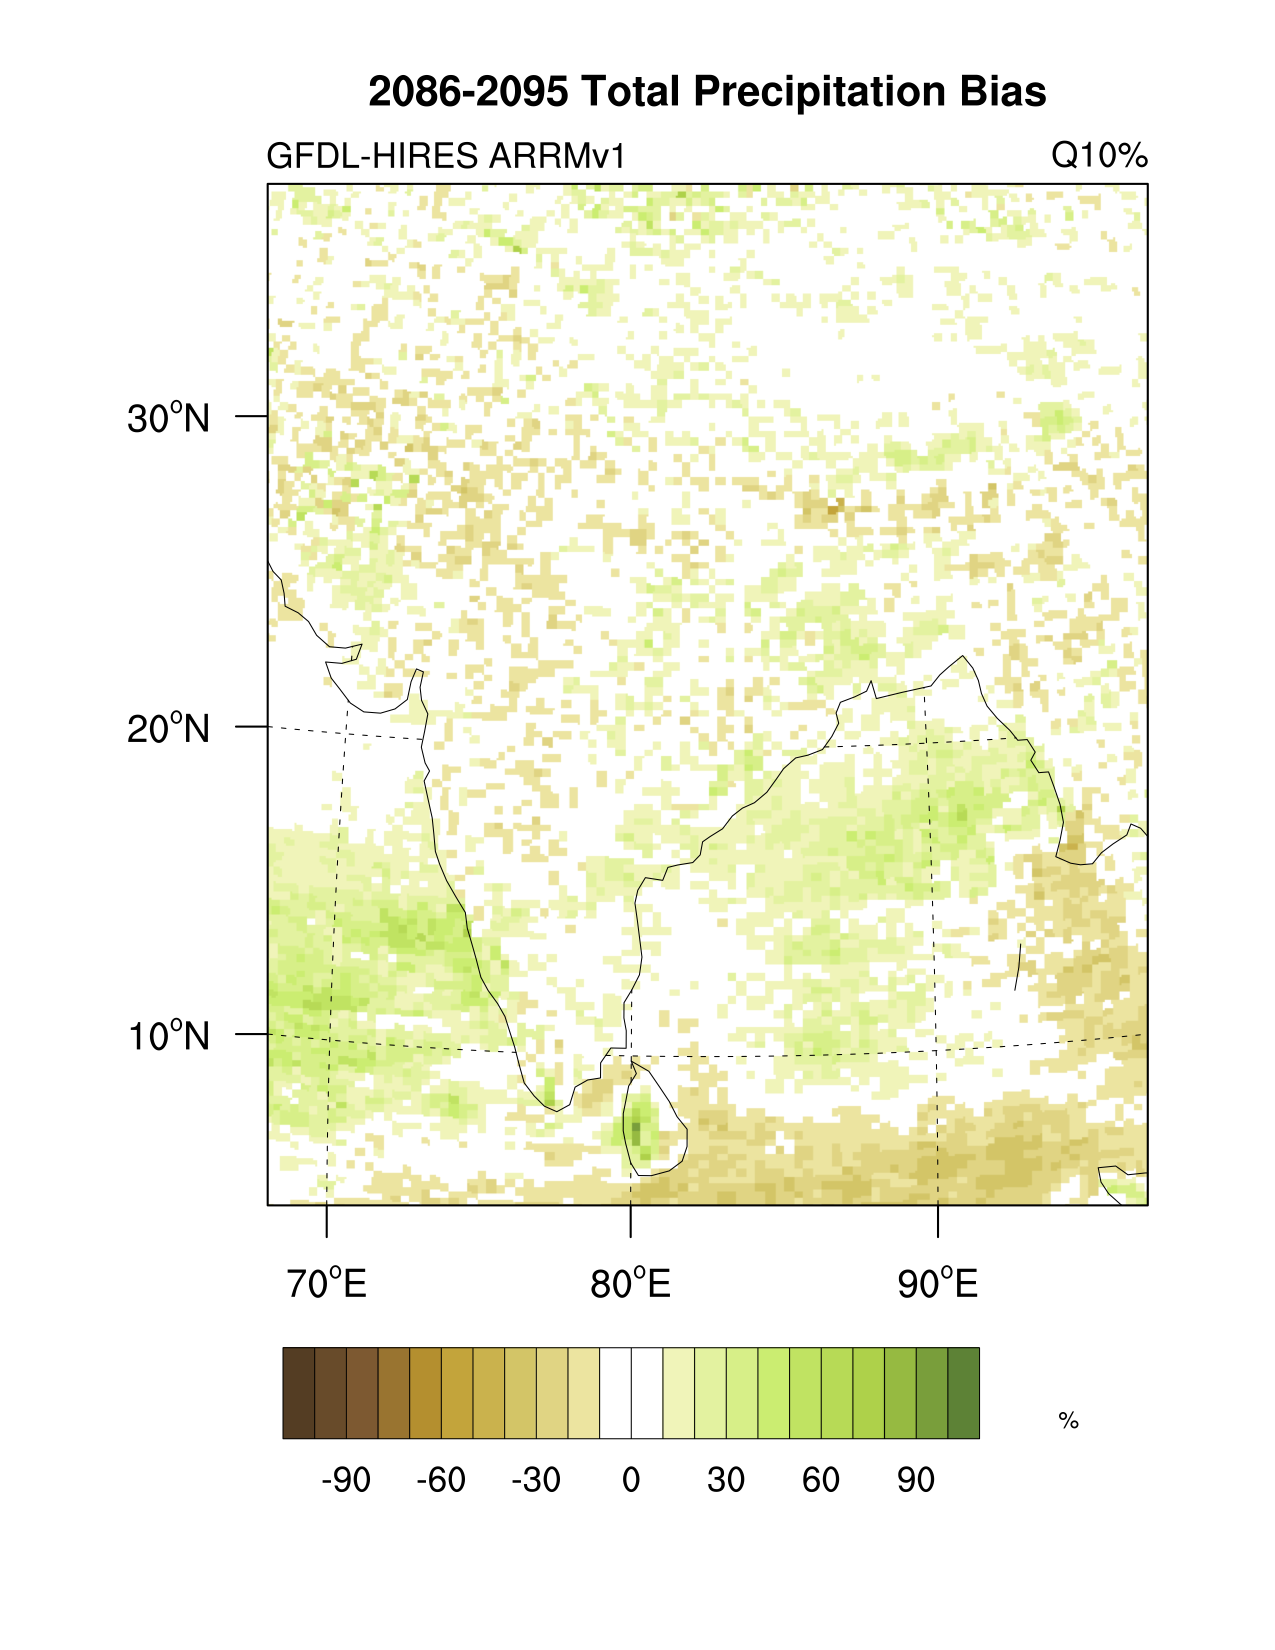 2086-2095 Total Precipitation Bias
GFDL-HIRES ARRMv1 Q10%
30°N
20°N
10°N
70°E 80°E 90°E
%
-90 -60 -30 0 30 60 90